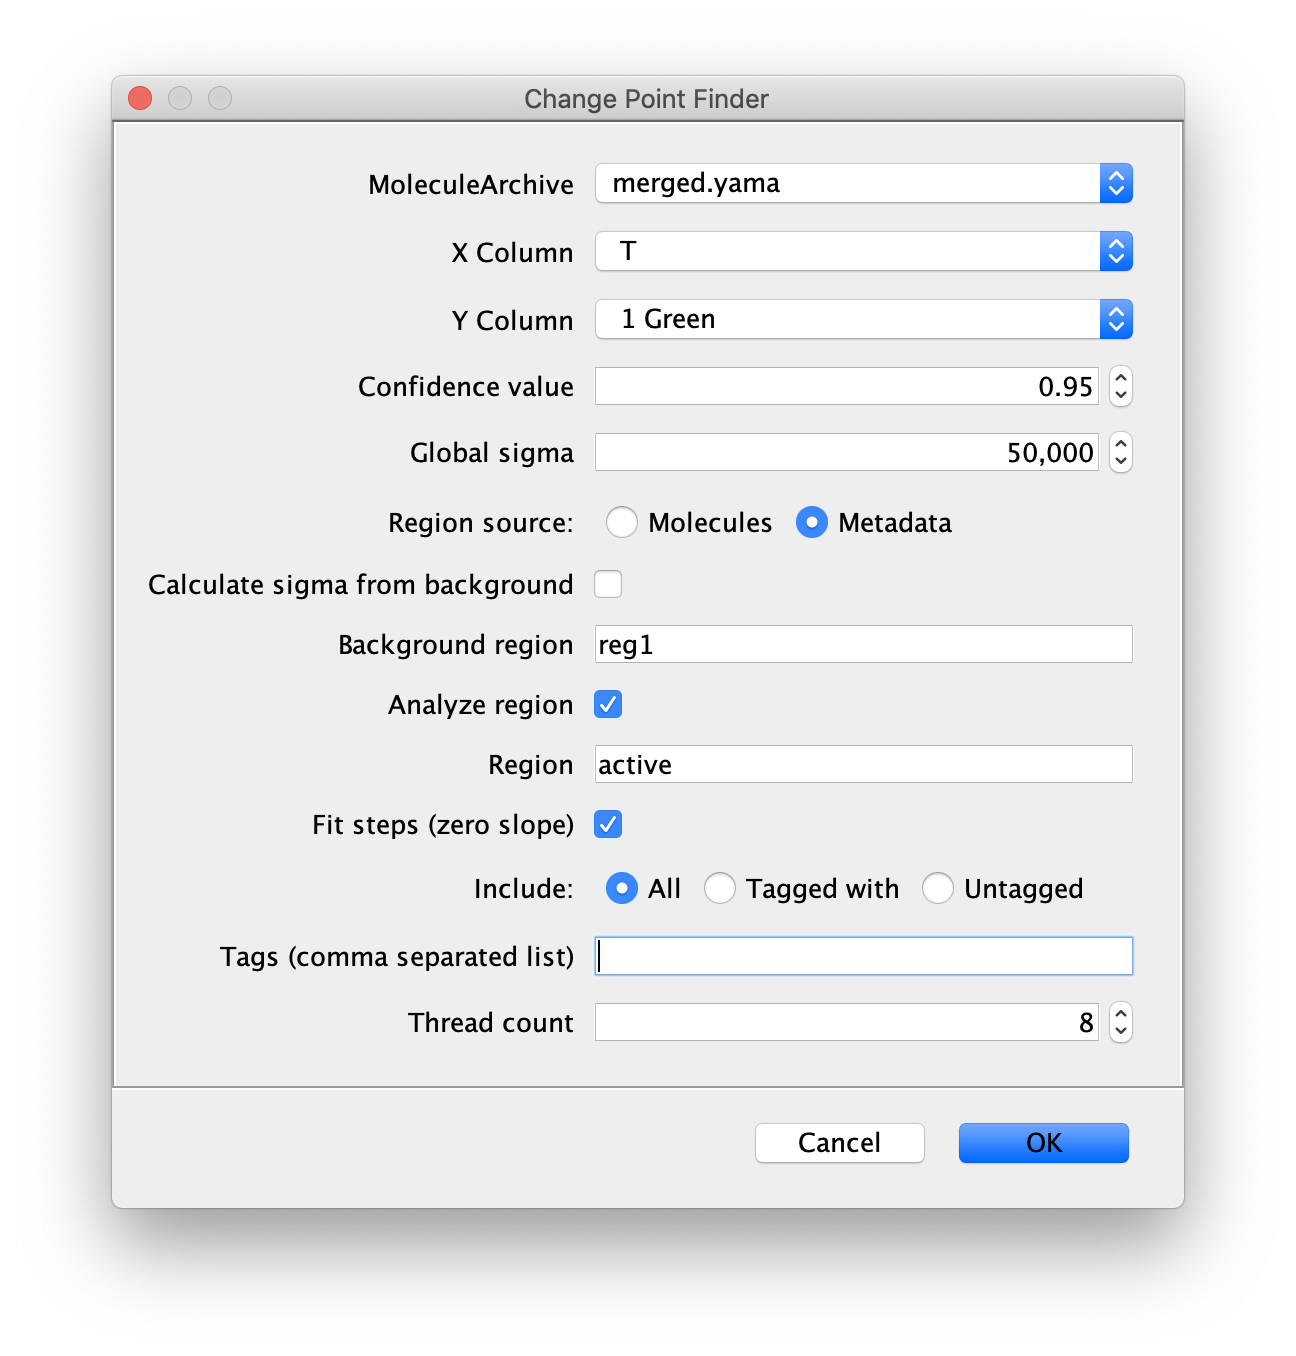 Change Point Finder
MoleculeArchive merged.yama
X Column T
Y Column 1 Green
Confidence value 0.95
Global sigma 50,000
Region source: Molecules Metadata
Calculate sigma from background
Background region reg1
Analyze region
Region active
Fit steps (zero slope)
Include: All Tagged with Untagged
Tags (comma separated list)
Thread count 8
Cancel OK